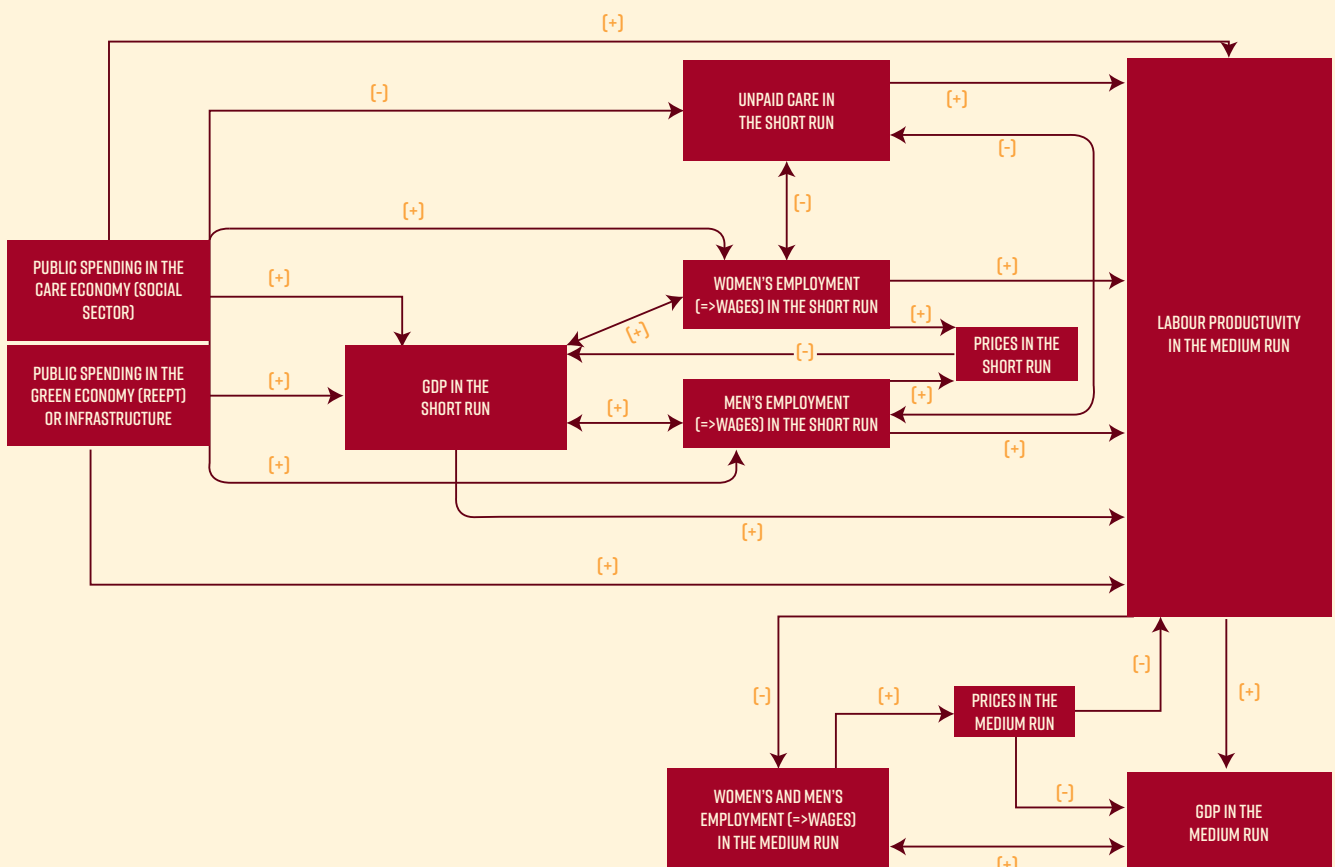 (+)
(-)
UNPAID CARE IN
THE SHORT RUN
(+)
(-)
(-)
(+)
PUBLIC SPENDING IN THE
CARE ECONOMY (SOCIAL
SECTOR)
(+)
WOMEN'S EMPLOYMENT
(=>WAGES) IN THE SHORT RUN
(+)
(+)
(+)
LABOUR PRODUCTUVITY
IN THE MEDIUM RUN
PRICES IN THE
SHORT RUN
(-)
PUBLIC SPENDING IN THE
GREEN ECONOMY (REEPT)
OR INFRASTRUCTURE
(+)
GDP IN THE
SHORT RUN
(+)
MEN'S EMPLOYMENT
(=>WAGES) IN THE SHORT RUN
(+)
(+)
(+)
(+)
(+)
(-)
(+)
PRICES IN THE
MEDIUM RUN
(-)
(+)
WOMEN'S AND MEN'S
EMPLOYMENT (=>WAGES)
IN THE MEDIUM RUN
(-)
GDP IN THE
MEDIUM RUN
(+)